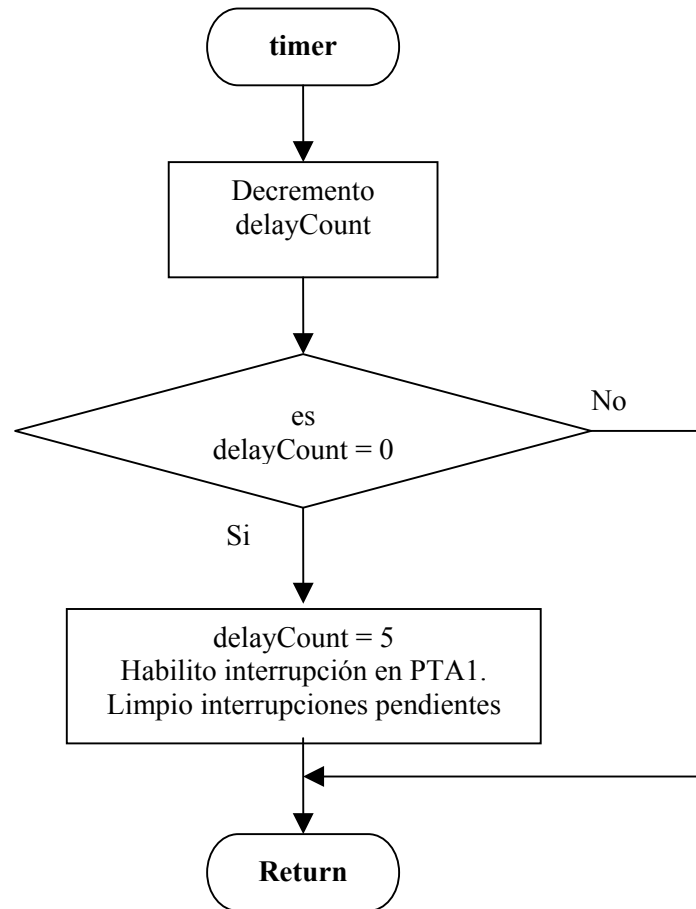 timer
Decremento
delayCount
es
delayCount = 0
No
Si
delayCount = 5
Habilito interrupción en PTA1.
Limpio interrupciones pendientes
Return